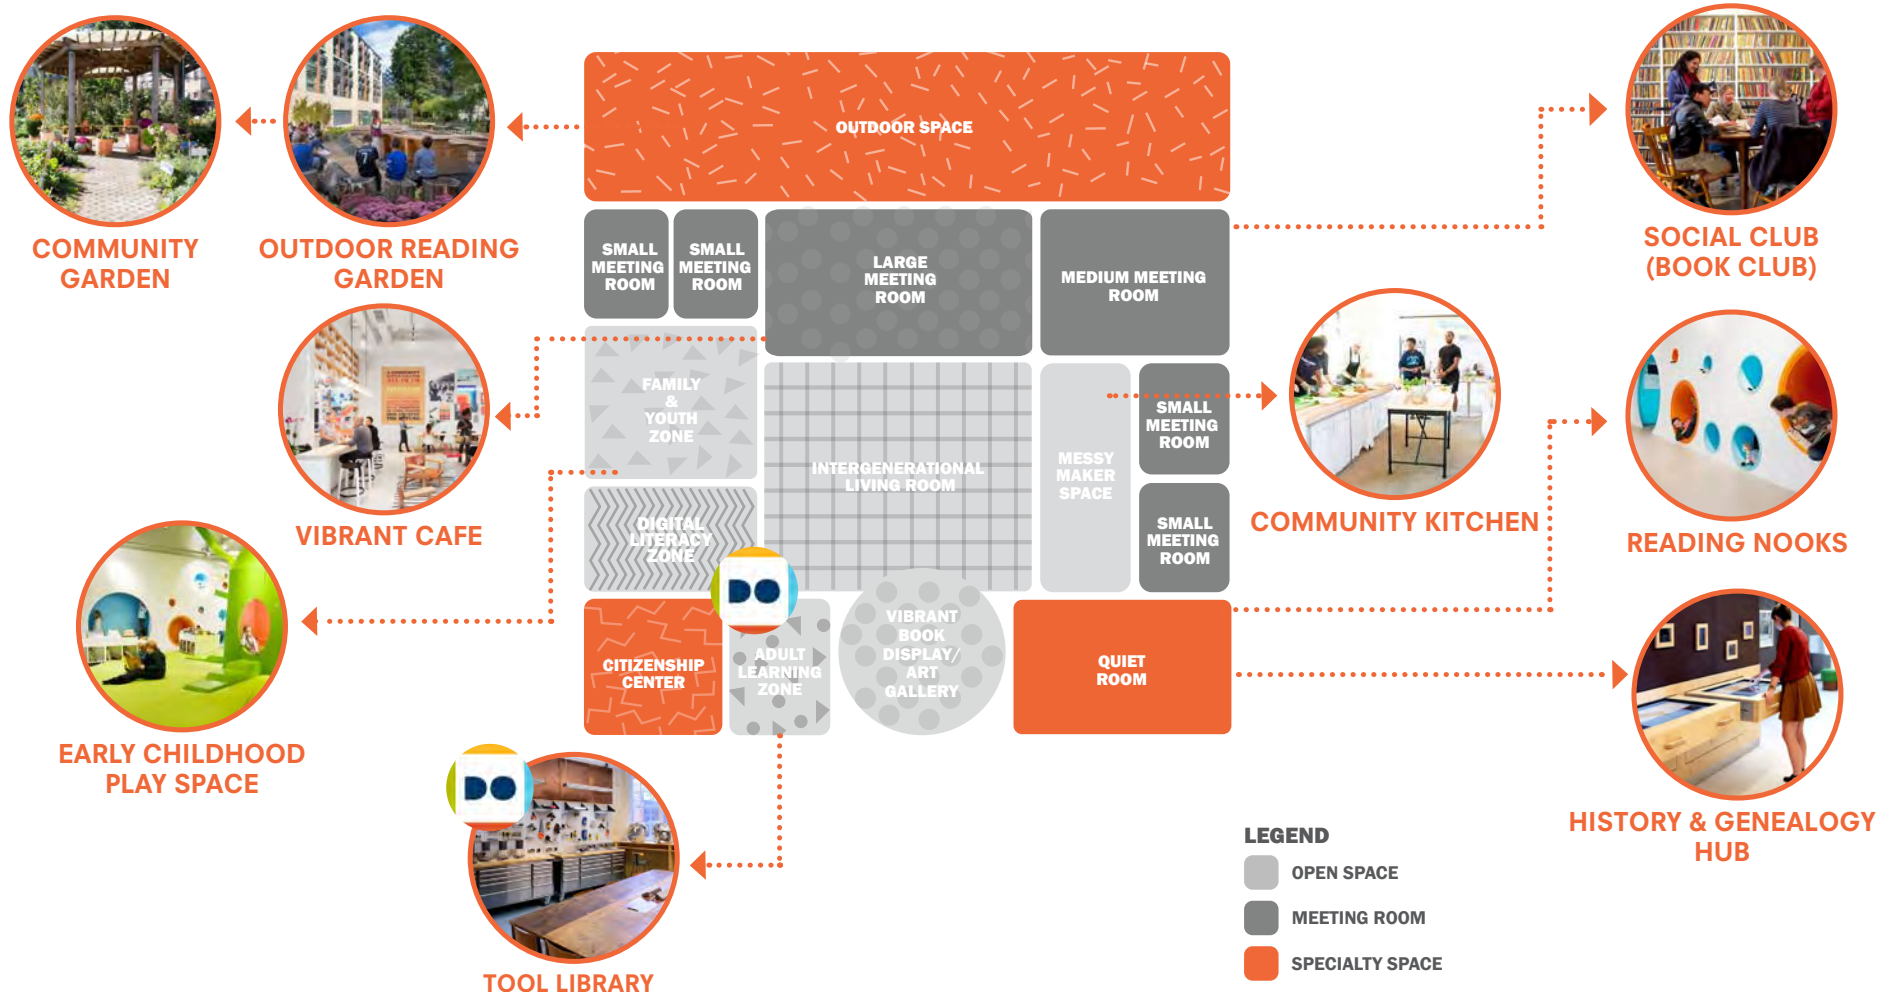 OUTDOOR SPACE
COMMUNITY
GARDEN
OUTDOOR READING
GARDEN
SOCIAL CLUB
(BOOK CLUB)
SMALL
MEETING
ROOM
SMALL
MEETING
ROOM
LARGE
MEETING
ROOM
MEDIUM MEETING
ROOM
FAMILY
&
YOUTH
ZONE
VIBRANT CAFE
INTERGENERATIONAL
LIVING ROOM
MESSY
MAKER
SPACE
SMALL
MEETING
ROOM
SMALL
MEETING
ROOM
COMMUNITY KITCHEN
READING NOOKS
DIGITAL
LITERACY
ZONE
DO
CITIZENSHIP
CENTER
ADULT
LEARNING
ZONE
VIBRANT
BOOK
DISPLAY/
ART
GALLERY
QUIET
ROOM
EARLY CHILDHOOD
PLAY SPACE
DO
TOOL LIBRARY
HISTORY & GENEALOGY
HUB
LEGEND
OPEN SPACE
MEETING ROOM
SPECIALTY SPACE